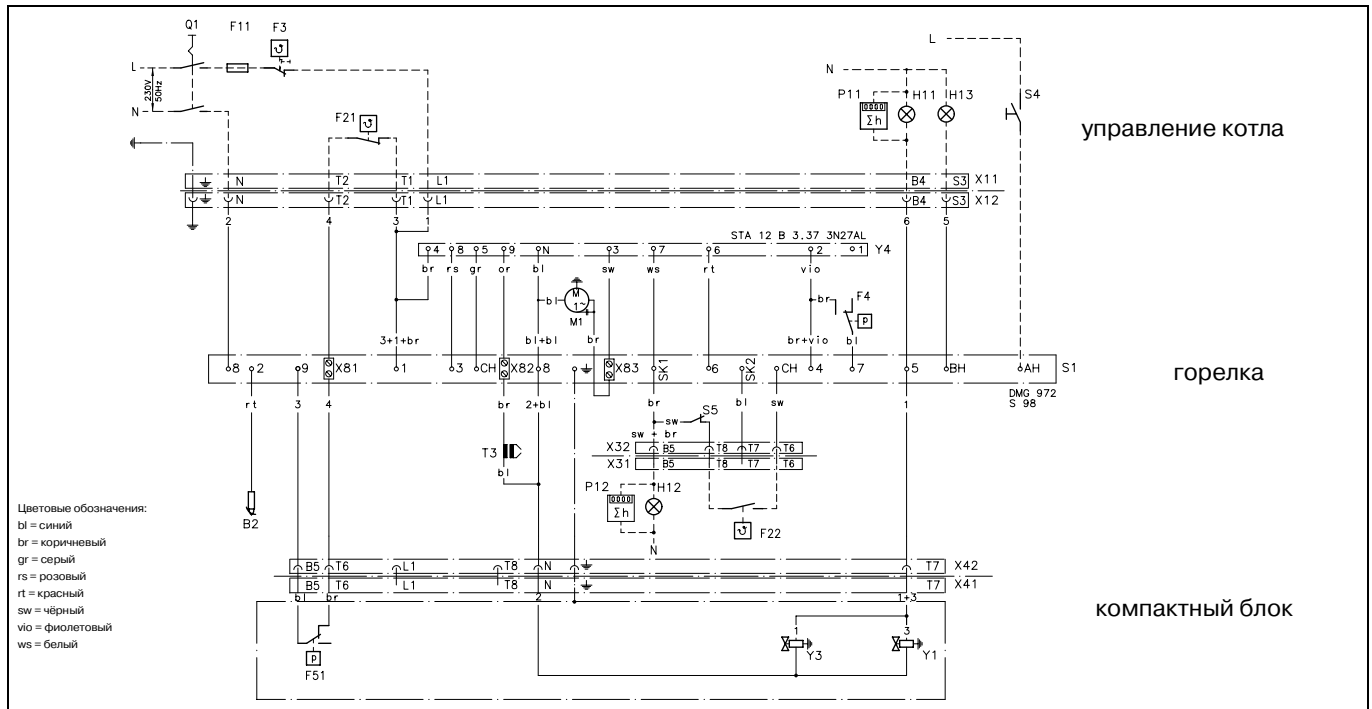 Q1 F11 F3
L
230V
50Hz
N
F21
L
N
P11 H11 H13 S4
0000
Σh
управление котла
N T2 T1 L1 B4 S3 X11
N T2 T1 L1 B4 S3 X12
2 4 3 1 6 5
STA 12 B 3.37 3N27AL
4 8 5 9 N 3 7 6 2 1 Y4
br rs gr or bl sw ws rt vio
bl M 1~ br F4
M1 P
3+1+br bl+bl br br+vio bl
8 2 9 X81 1 3 CH X82 8 X83 SK1 6 SK2 CH 4 7 5 BH AH S1
горелка
DMG 972
S 98
rt 3 4 br 2+bl br bl sw 1
sw S5
sw + br
T3
bl
X32 B5 T8 T7 T6
X31 B5 T8 T7 T6
P12 H12
0000
Σh
F22
N
B2
Цветовые обозначения:
bl = синий
br = коричневый
gr = серый
rs = розовый
rt = красный
sw = чёрный
vio = фиолетовый
ws = белый
B5 T6 L1 T8 N T7 X42
B5 T6 L1 T8 N T7 X41
bl br 2 1+3
компактный блок
P
F51
1 3
Y3 Y1